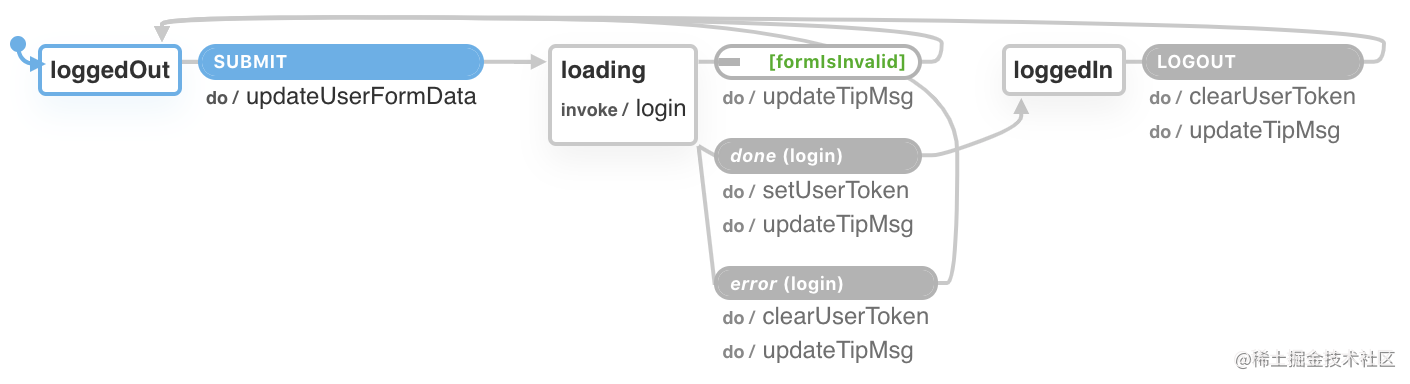 loggedOut
SUBMIT
do / updateUserFormData
loading
invoke / login
[formIsInvalid]
do / updateTipMsg
done (login)
do / setUserToken
do / updateTipMsg
error (login)
do / clearUserToken
do / updateTipMsg
loggedIn
LOGOUT
do / clearUserToken
do / updateTipMsg
@稀土掘金技术社区